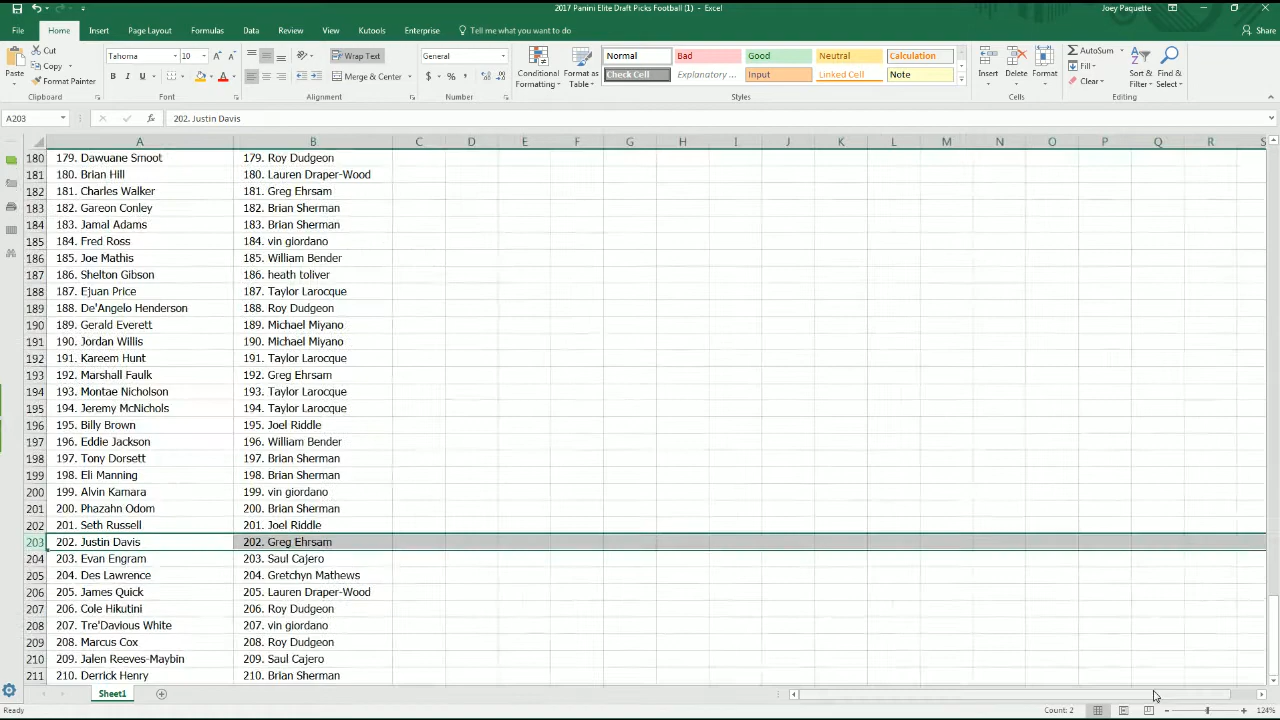 2017 Panini Elite Draft Picks Football (1) - Excel
Joey Paquette
File Home Insert Page Layout Formulas Data Review View Kutools Enterprise Tell me what you want to do... Share
Paste Cut Copy Format Painter Clipboard
Tahoma 10 B I U A Font
Wrap Text Merge & Center Alignment
General $ % , Number
Conditional Formatting Format as Table
Normal Bad Good Neutral Calculation
Check Cell Explanatory ... Input Linked Cell Note
Styles
Insert Delete Format Cells
AutoSum Fill Clear Sort & Filter Find & Select Editing
A203 fx 202. Justin Davis
A B C D E F G H I J K L M N O P Q R S
180 179. Dawuane Smoot 179. Roy Dudgeon
181 180. Brian Hill 180. Lauren Draper-Wood
182 181. Charles Walker 181. Greg Ehrsam
183 182. Gareon Conley 182. Brian Sherman
184 183. Jamal Adams 183. Brian Sherman
185 184. Fred Ross 184. vin giordano
186 185. Joe Mathis 185. William Bender
187 186. Shelton Gibson 186. heath toliver
188 187. Ejuan Price 187. Taylor Larocque
189 188. De'Angelo Henderson 188. Roy Dudgeon
190 189. Gerald Everett 189. Michael Miyano
191 190. Jordan Willis 190. Michael Miyano
192 191. Kareem Hunt 191. Taylor Larocque
193 192. Marshall Faulk 192. Greg Ehrsam
194 193. Montae Nicholson 193. Taylor Larocque
195 194. Jeremy McNichols 194. Taylor Larocque
196 195. Billy Brown 195. Joel Riddle
197 196. Eddie Jackson 196. William Bender
198 197. Tony Dorsett 197. Brian Sherman
199 198. Eli Manning 198. Brian Sherman
200 199. Alvin Kamara 199. vin giordano
201 200. Phazahn Odom 200. Brian Sherman
202 201. Seth Russell 201. Joel Riddle
203 202. Justin Davis 202. Greg Ehrsam
204 203. Evan Engram 203. Saul Cajero
205 204. Des Lawrence 204. Gretchyn Mathews
206 205. James Quick 205. Lauren Draper-Wood
207 206. Cole Hikutini 206. Roy Dudgeon
208 207. Tre'Davious White 207. vin giordano
209 208. Marcus Cox 208. Roy Dudgeon
210 209. Jalen Reeves-Maybin 209. Saul Cajero
211 210. Derrick Henry 210. Brian Sherman
Sheet1
Ready Count: 2 124%